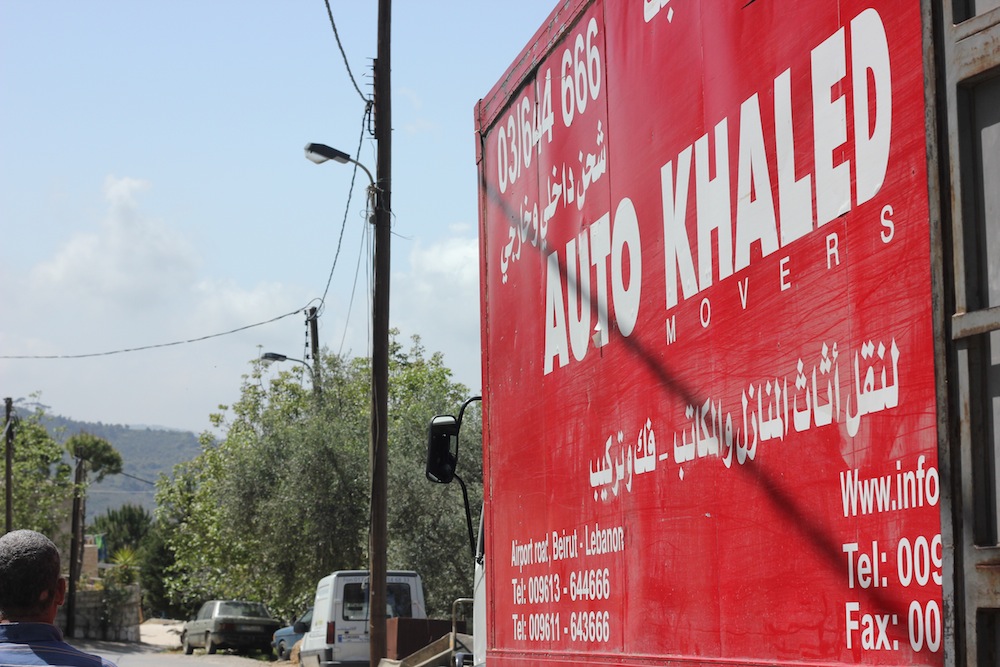 03/644 666
شحن داخلي وخارجي
AUTO KHALED
MOVERS
لنقل أثاث المنازل والمكاتب - فك وتركيب
Airport road, Beirut - Lebanon
Tel: 009613 - 644666
Tel: 009611 - 643666
Www.info
Tel: 009
Fax: 00